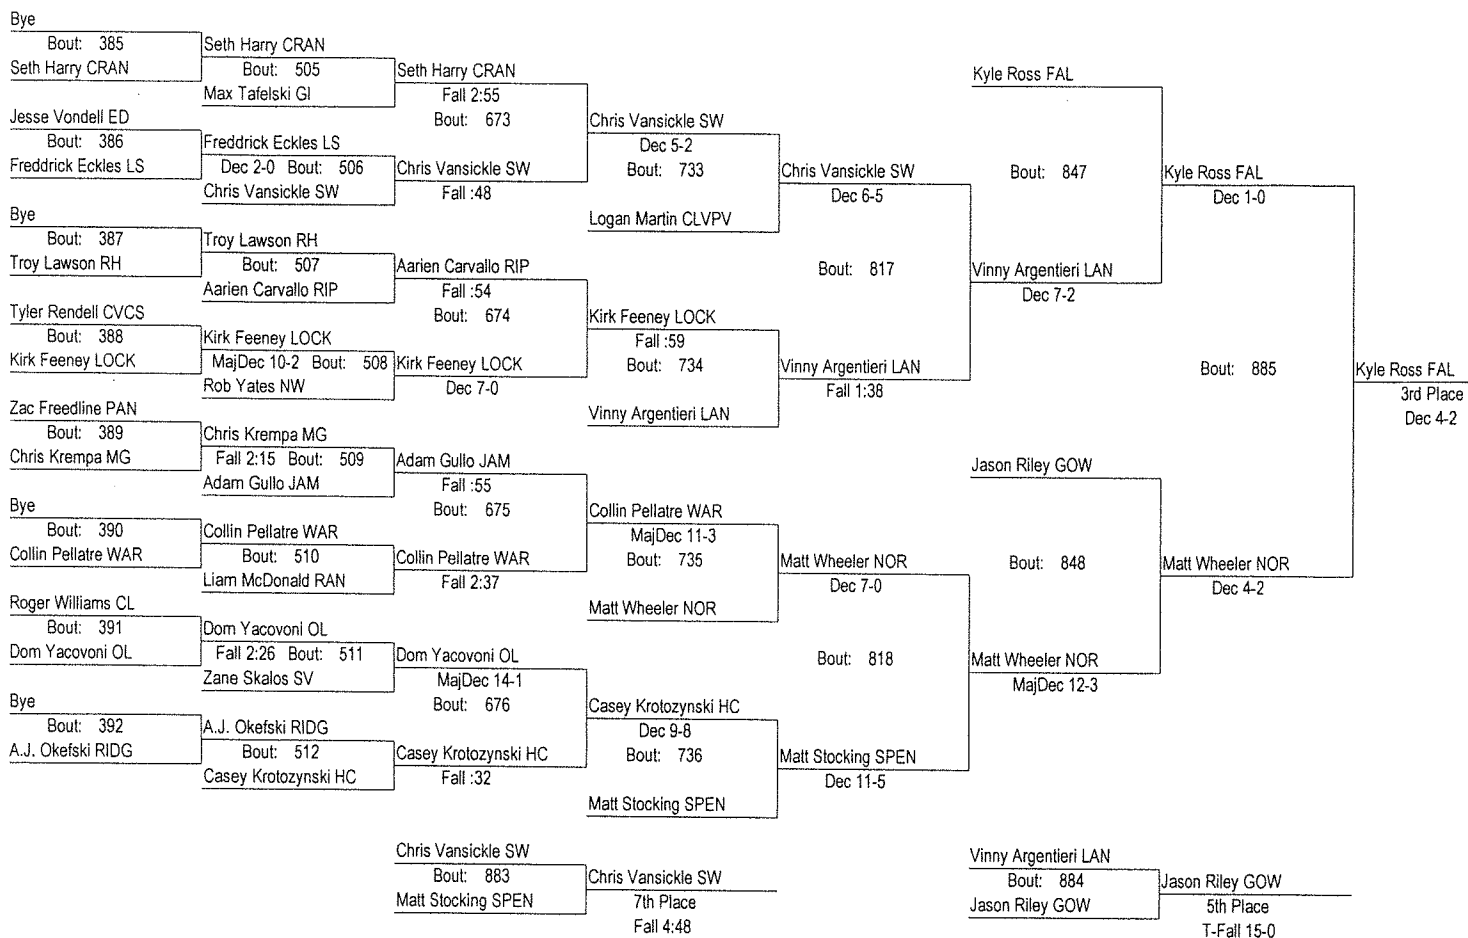 Bye
Bout: 385
Seth Harry CRAN
Jesse Vondell ED
Bout: 386
Freddrick Eckles LS
Bye
Bout: 387
Troy Lawson RH
Tyler Rendell CVCS
Bout: 388
Kirk Feeney LOCK
Zac Freedline PAN
Bout: 389
Chris Krempa MG
Bye
Bout: 390
Collin Pellatre WAR
Roger Williams CL
Bout: 391
Dom Yacovoni OL
Bye
Bout: 392
A.J. Okefski RIDG
Seth Harry CRAN
Bout: 505
Max Tafelski GI
Freddrick Eckles LS
Dec 2-0 Bout: 506
Chris Vansickle SW
Troy Lawson RH
Bout: 507
Aarien Carvallo RIP
Kirk Feeney LOCK
MajDec 10-2 Bout: 508
Rob Yates NW
Chris Krempa MG
Fall 2:15 Bout: 509
Adam Gullo JAM
Collin Pellatre WAR
Bout: 510
Liam McDonald RAN
Dom Yacovoni OL
Fall 2:26 Bout: 511
Zane Skalos SV
A.J. Okefski RIDG
Bout: 512
Casey Krotozynski HC
Seth Harry CRAN
Fall 2:55
Bout: 673
Chris Vansickle SW
Fall :48
Aarien Carvallo RIP
Fall :54
Bout: 674
Kirk Feeney LOCK
Dec 7-0
Adam Gullo JAM
Fall :55
Bout: 675
Collin Pellatre WAR
Fall 2:37
Dom Yacovoni OL
MajDec 14-1
Bout: 676
Casey Krotozynski HC
Fall :32
Chris Vansickle SW
Dec 5-2
Bout: 733
Logan Martin CLVPV
Kirk Feeney LOCK
Fall :59
Bout: 734
Vinny Argentieri LAN
Collin Pellatre WAR
MajDec 11-3
Bout: 735
Matt Wheeler NOR
Casey Krotozynski HC
Dec 9-8
Bout: 736
Matt Stocking SPEN
Chris Vansickle SW
Dec 6-5
Bout: 817
Vinny Argentieri LAN
Fall 1:38
Matt Wheeler NOR
Dec 7-0
Bout: 818
Matt Stocking SPEN
Dec 11-5
Kyle Ross FAL
Bout: 847
Vinny Argentieri LAN
Dec 7-2
Jason Riley GOW
Bout: 848
Matt Wheeler NOR
MajDec 12-3
Kyle Ross FAL
Dec 1-0
Bout: 885
Matt Wheeler NOR
Dec 4-2
Kyle Ross FAL
3rd Place
Dec 4-2
Chris Vansickle SW
Bout: 883
Matt Stocking SPEN
Chris Vansickle SW
7th Place
Fall 4:48
Vinny Argentieri LAN
Bout: 884
Jason Riley GOW
Jason Riley GOW
5th Place
T-Fall 15-0